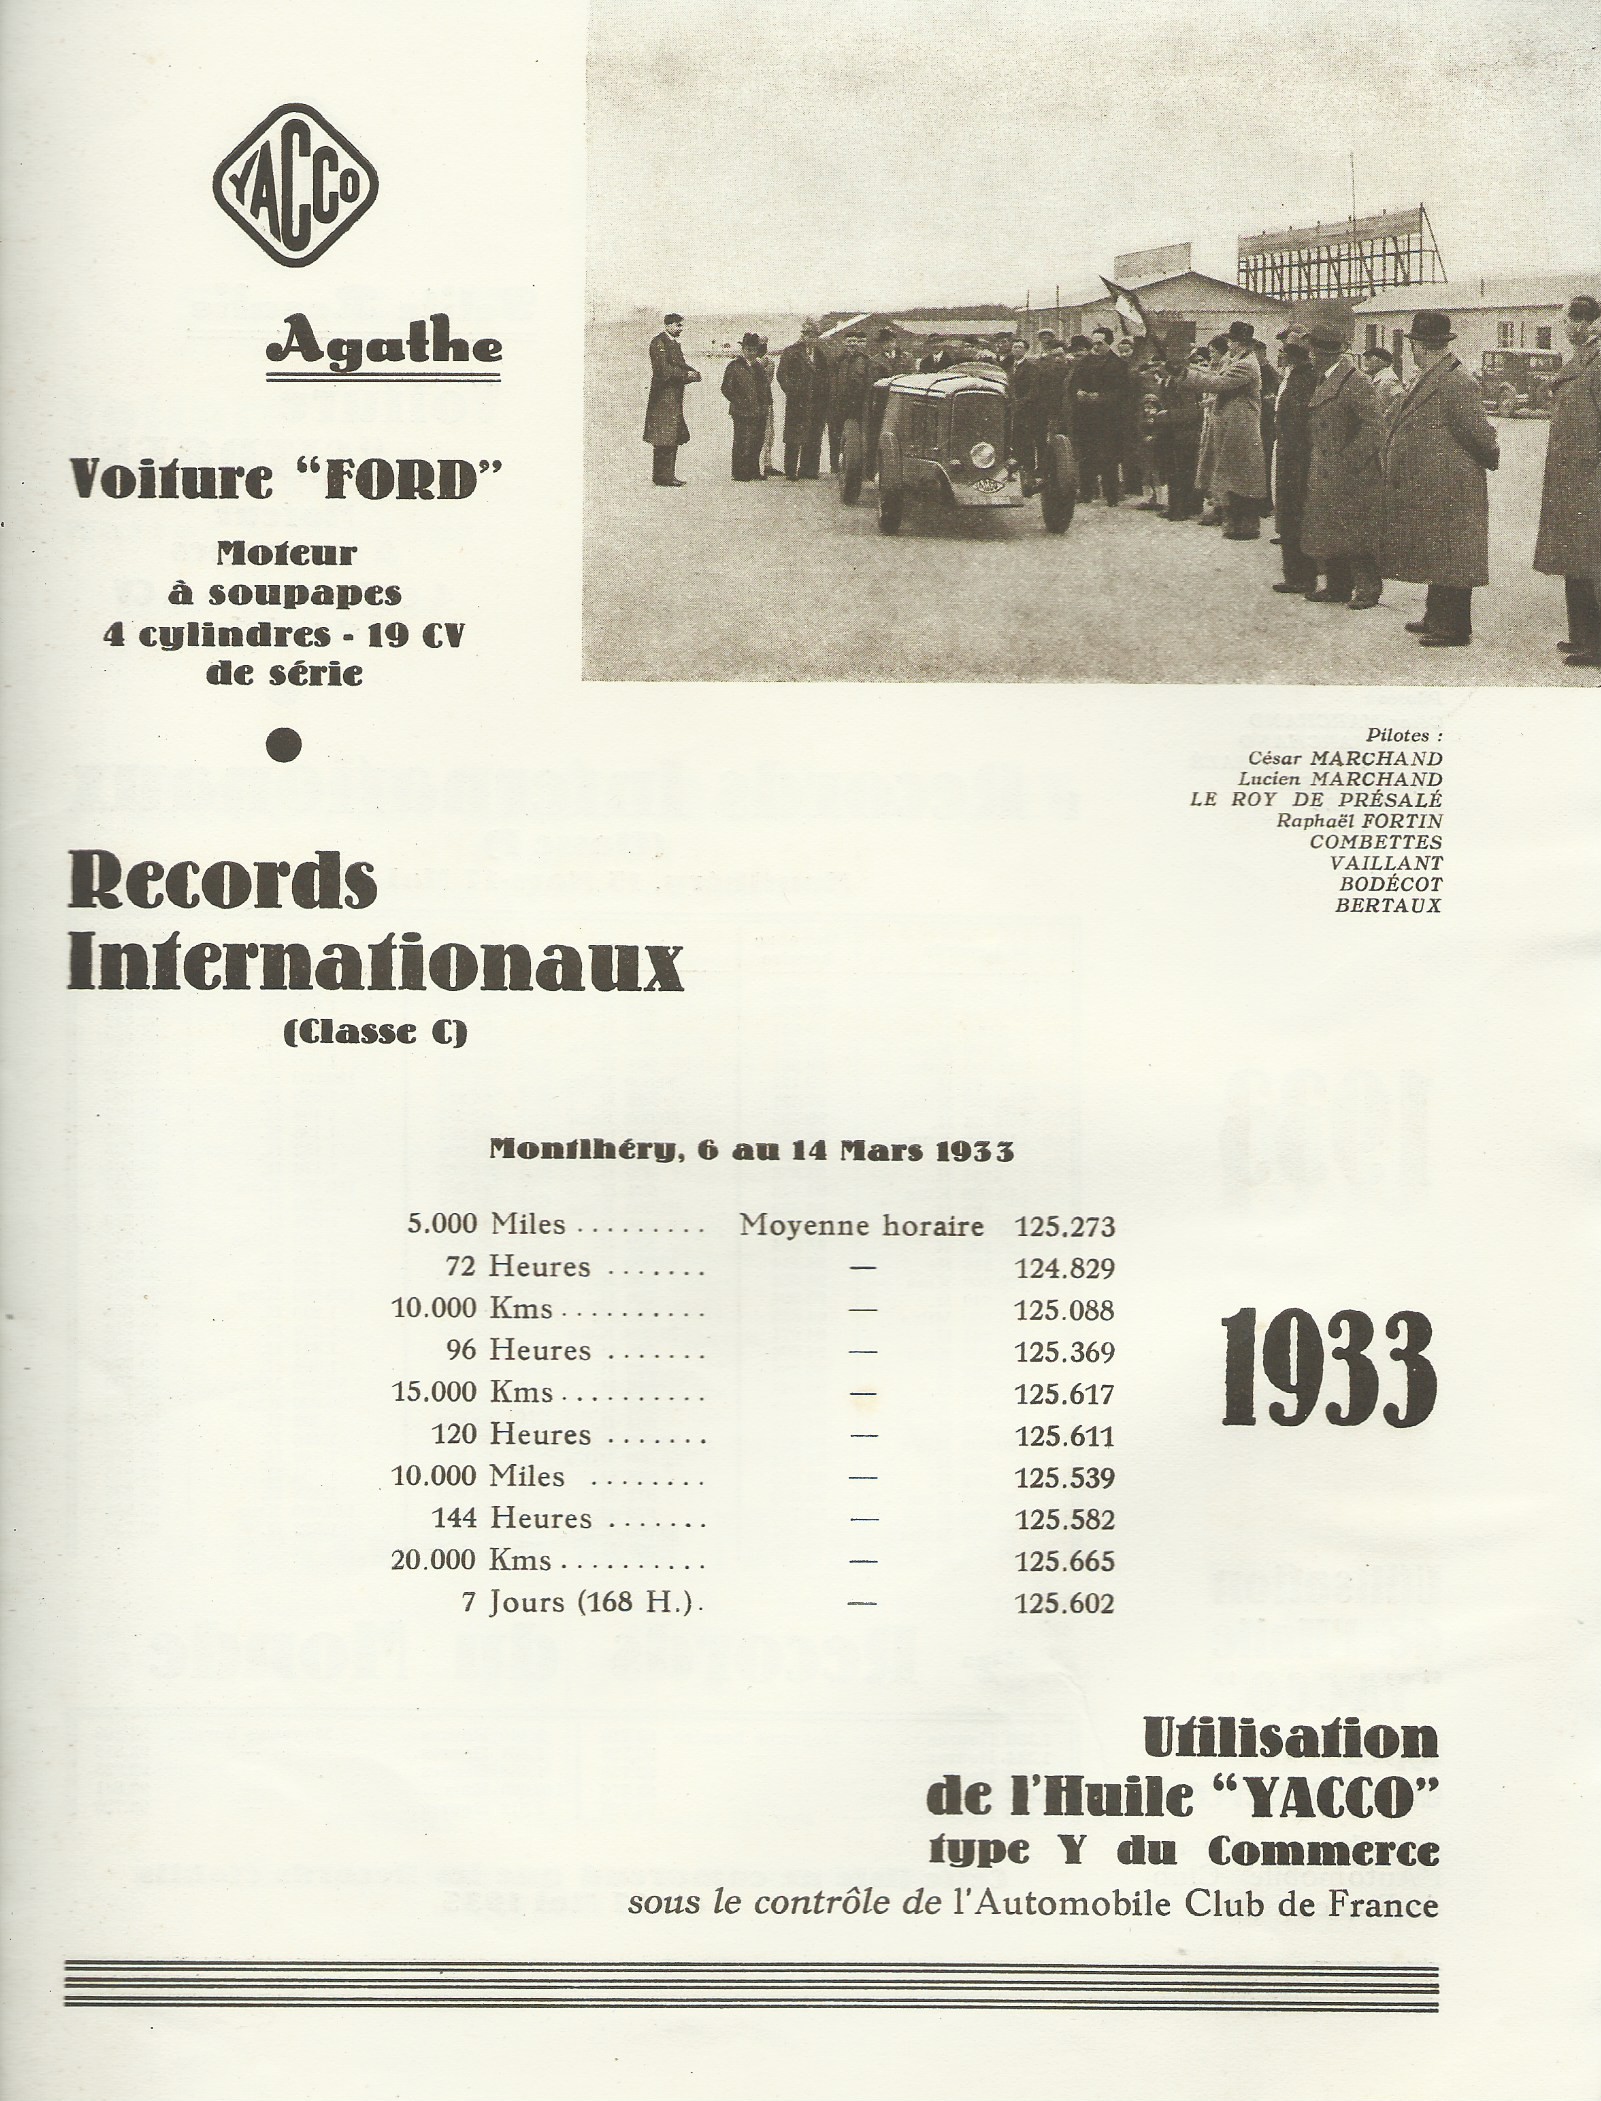 YACCO
Agathe
Voiture “FORD”
Moteur
à soupapes
4 cylindres - 19 CV
de série
Pilotes :
César MARCHAND
Lucien MARCHAND
LE ROY DE PRÉSALÉ
Raphaël FORTIN
COMBETTES
VAILLANT
BODÉCOT
BERTAUX
Records
Internationaux
(Classe C)
Montlhéry, 6 au 14 Mars 1933
5.000 Miles ......... Moyenne horaire 125.273
72 Heures ....... — 124.829
10.000 Kms .......... — 125.088
96 Heures ....... — 125.369
15.000 Kms .......... — 125.617
120 Heures ....... — 125.611
10.000 Miles ........ — 125.539
144 Heures ....... — 125.582
20.000 Kms .......... — 125.665
7 Jours (168 H.). — 125.602
1933
Utilisation
de l'Huile “YACCO”
type Y du Commerce
sous le contrôle de l'Automobile Club de France